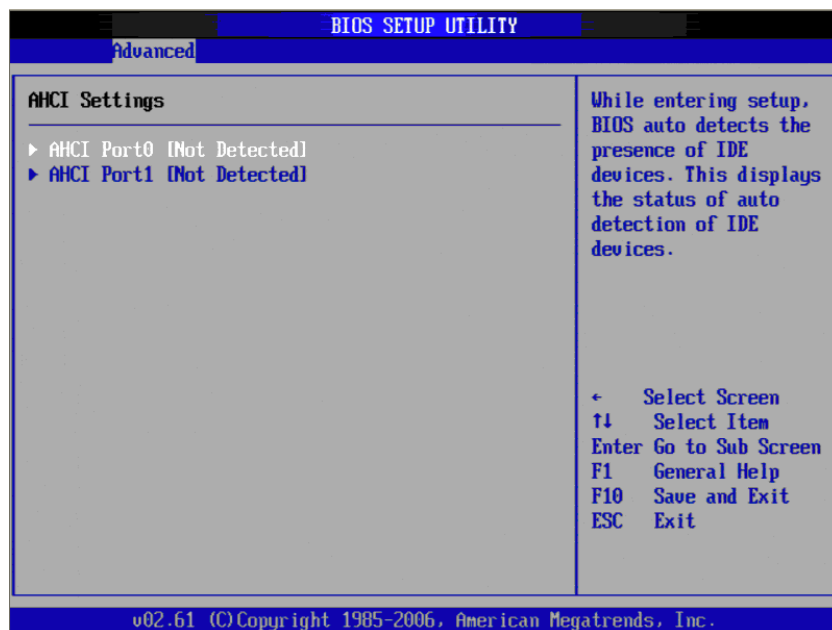 BIOS SETUP UTILITY
Advanced
AHCI Settings
▶ AHCI Port0 [Not Detected]
▶ AHCI Port1 [Not Detected]
While entering setup,
BIOS auto detects the
presence of IDE
devices. This displays
the status of auto
detection of IDE
devices.
← Select Screen
↑↓ Select Item
Enter Go to Sub Screen
F1 General Help
F10 Save and Exit
ESC Exit
v02.61 (C)Copyright 1985-2006, American Megatrends, Inc.